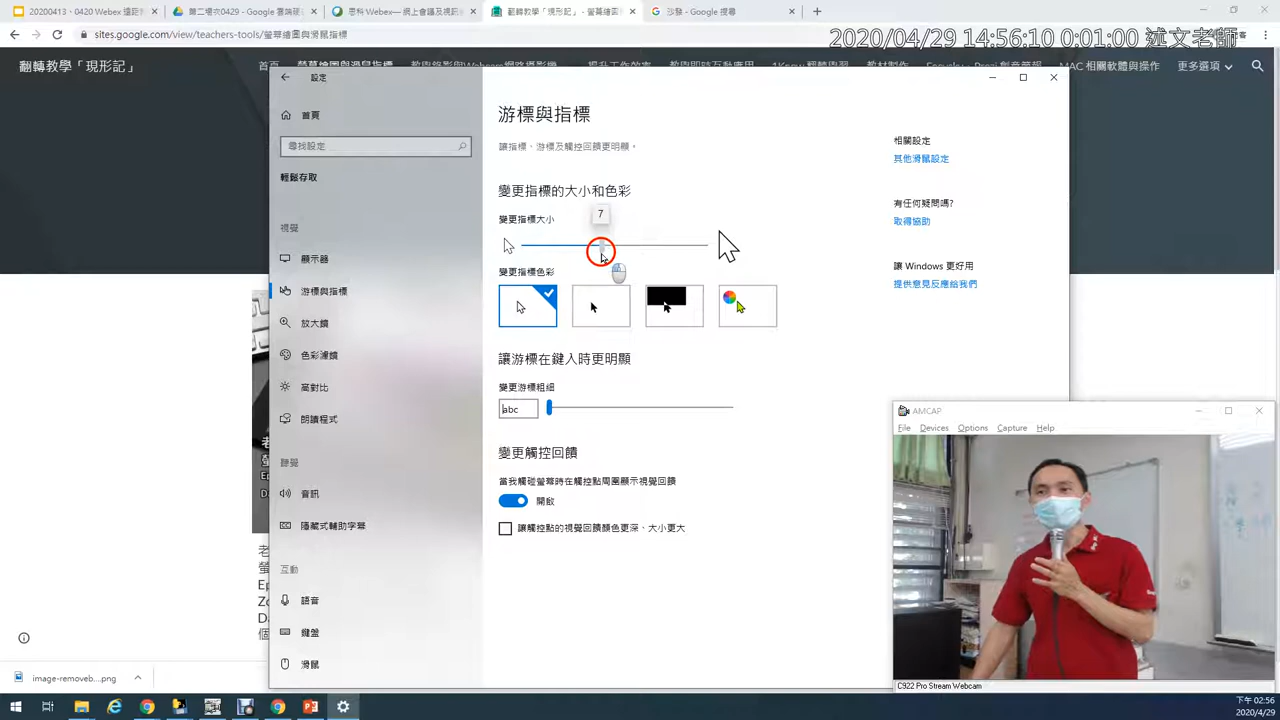 20200413、0420 Webex 遠距
簡二環次0429 - Google 雲端硬
思科 Webex— 網上會議及視訊
翻轉教學「現形記」 - 螢幕繪圖
沙發 - Google 搜尋
sites.google.com/view/teachers-tools/螢幕繪圖與滑鼠指標
2020/04/29 14:56:10 0:01:00 述文老師
翻轉教學「現形記」
首頁
MAC 相關軟體與操作
更多選項
設定
首頁
尋找設定
輕鬆存取
視覺
顯示器
游標與指標
放大鏡
色彩濾鏡
高對比
朗讀程式
聽覺
音訊
隱藏式輔助字幕
互動
語音
鍵盤
滑鼠
游標與指標
讓指標、游標及觸控回饋更明顯。
變更指標的大小和色彩
變更指標大小
7
變更指標色彩
讓游標在鍵入時更明顯
變更游標粗細
abc
變更觸控回饋
當我觸碰螢幕時在觸控點周圍顯示視覺回饋
開啟
讓觸控點的視覺回饋顏色更深、大小更大
相關設定
其他滑鼠設定
有任何疑問嗎?
取得協助
讓 Windows 更好用
提供意見反應給我們
AMCAP
File Devices Options Capture Help
C922 Pro Stream Webcam
image-removeb....png
下午 02:56
2020/4/29